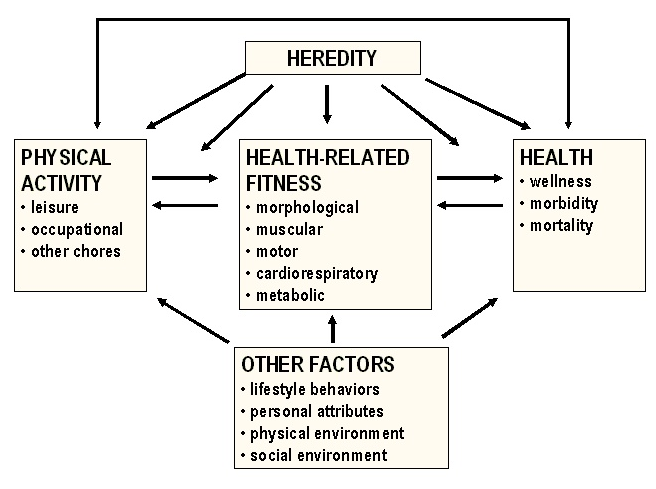 HEREDITY
PHYSICAL
ACTIVITY
• leisure
• occupational
• other chores
HEALTH-RELATED
FITNESS
• morphological
• muscular
• motor
• cardiorespiratory
• metabolic
HEALTH
• wellness
• morbidity
• mortality
OTHER FACTORS
• lifestyle behaviors
• personal attributes
• physical environment
• social environment